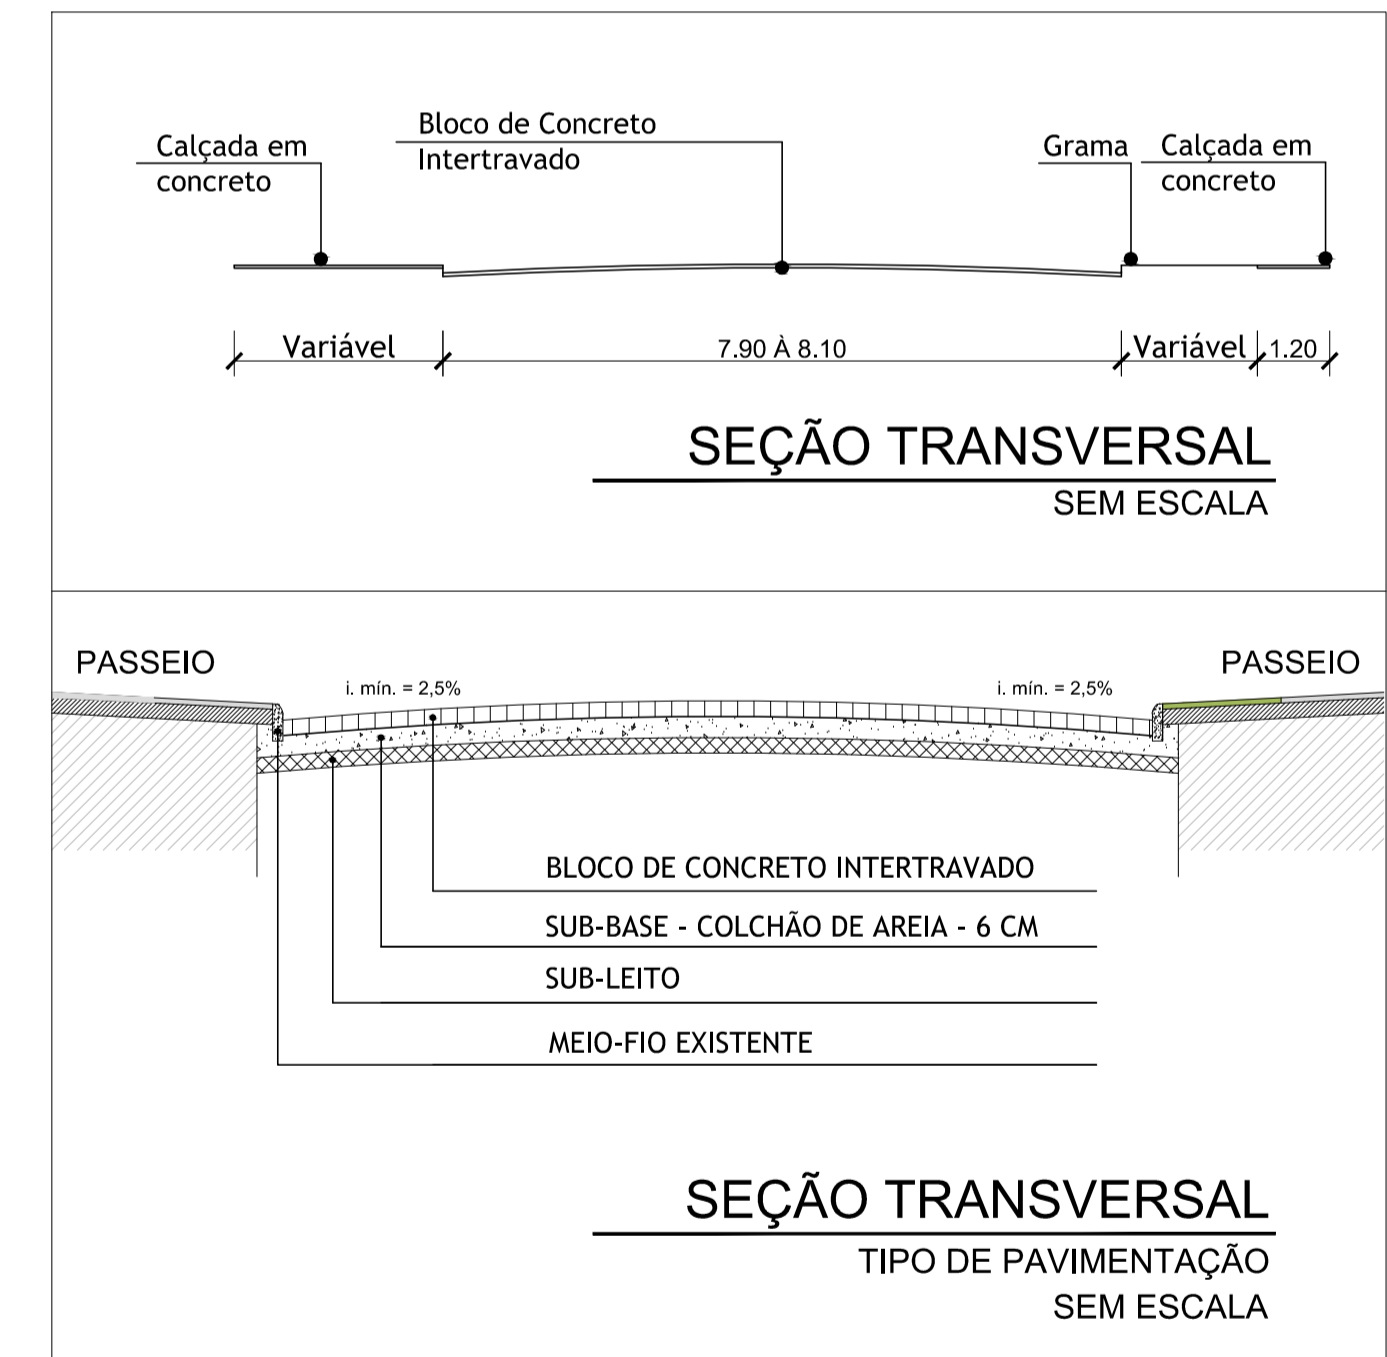 Calçada em
concreto
Bloco de Concreto
Intertravado
Grama
Calçada em
concreto
Variável
7.90 À 8.10
Variável
1.20
SEÇÃO TRANSVERSAL
SEM ESCALA
PASSEIO
PASSEIO
i. mín. = 2,5%
i. mín. = 2,5%
BLOCO DE CONCRETO INTERTRAVADO
SUB-BASE - COLCHÃO DE AREIA - 6 CM
SUB-LEITO
MEIO-FIO EXISTENTE
SEÇÃO TRANSVERSAL
TIPO DE PAVIMENTAÇÃO
SEM ESCALA